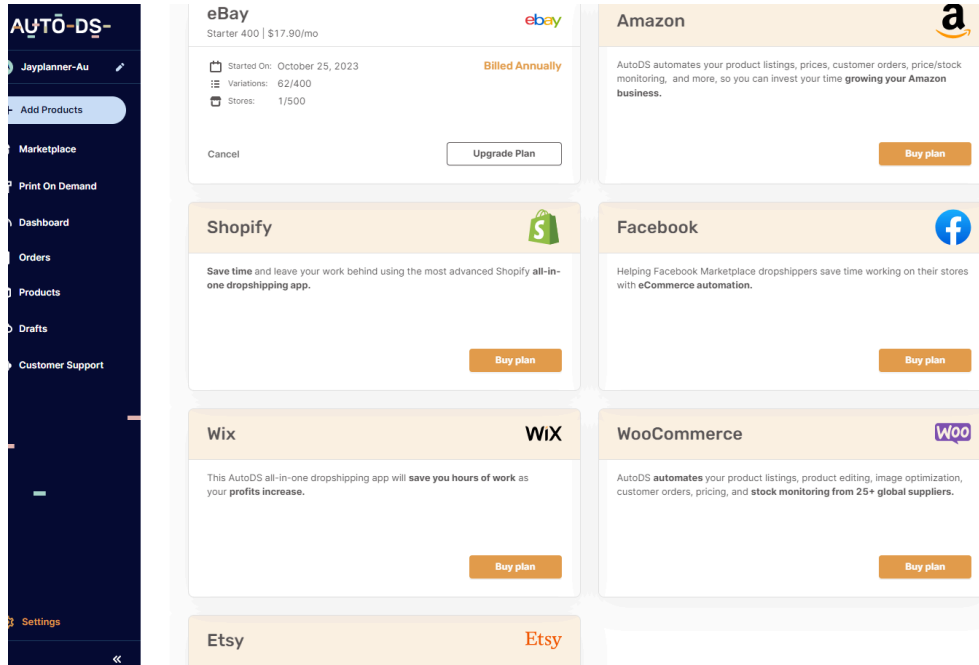 AUTO-DS-
Jayplanner-Au
+ Add Products
Marketplace
Print On Demand
Dashboard
Orders
Products
Drafts
Customer Support
Settings
«
eBay
ebay
Starter 400 | $17.90/mo
Started On: October 25, 2023
Billed Annually
Variations: 62/400
Stores: 1/500
Cancel
Upgrade Plan
Amazon
a
AutoDS automates your product listings, prices, customer orders, price/stock
monitoring, and more, so you can invest your time growing your Amazon
business.
Buy plan
Shopify
S
Save time and leave your work behind using the most advanced Shopify all-in-
one dropshipping app.
Buy plan
Facebook
f
Helping Facebook Marketplace dropshippers save time working on their stores
with eCommerce automation.
Buy plan
Wix
WiX
This AutoDS all-in-one dropshipping app will save you hours of work as
your profits increase.
Buy plan
WooCommerce
Woo
AutoDS automates your product listings, product editing, image optimization,
customer orders, pricing, and stock monitoring from 25+ global suppliers.
Buy plan
Etsy
Etsy